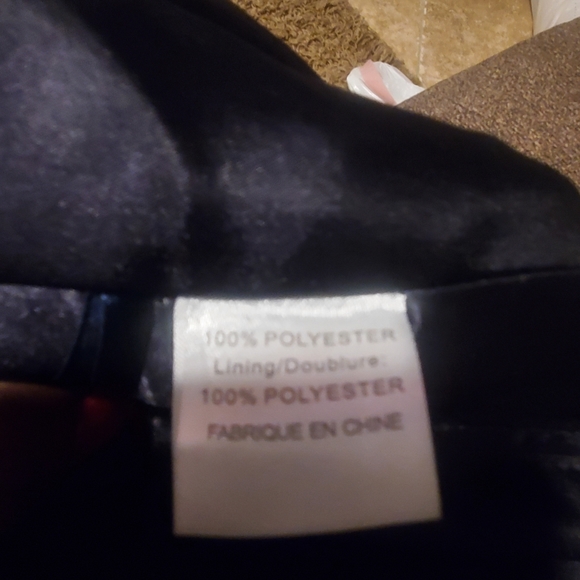 100% POLYESTER
Lining/Doublure:
100% POLYESTER
FABRIQUE EN CHINE